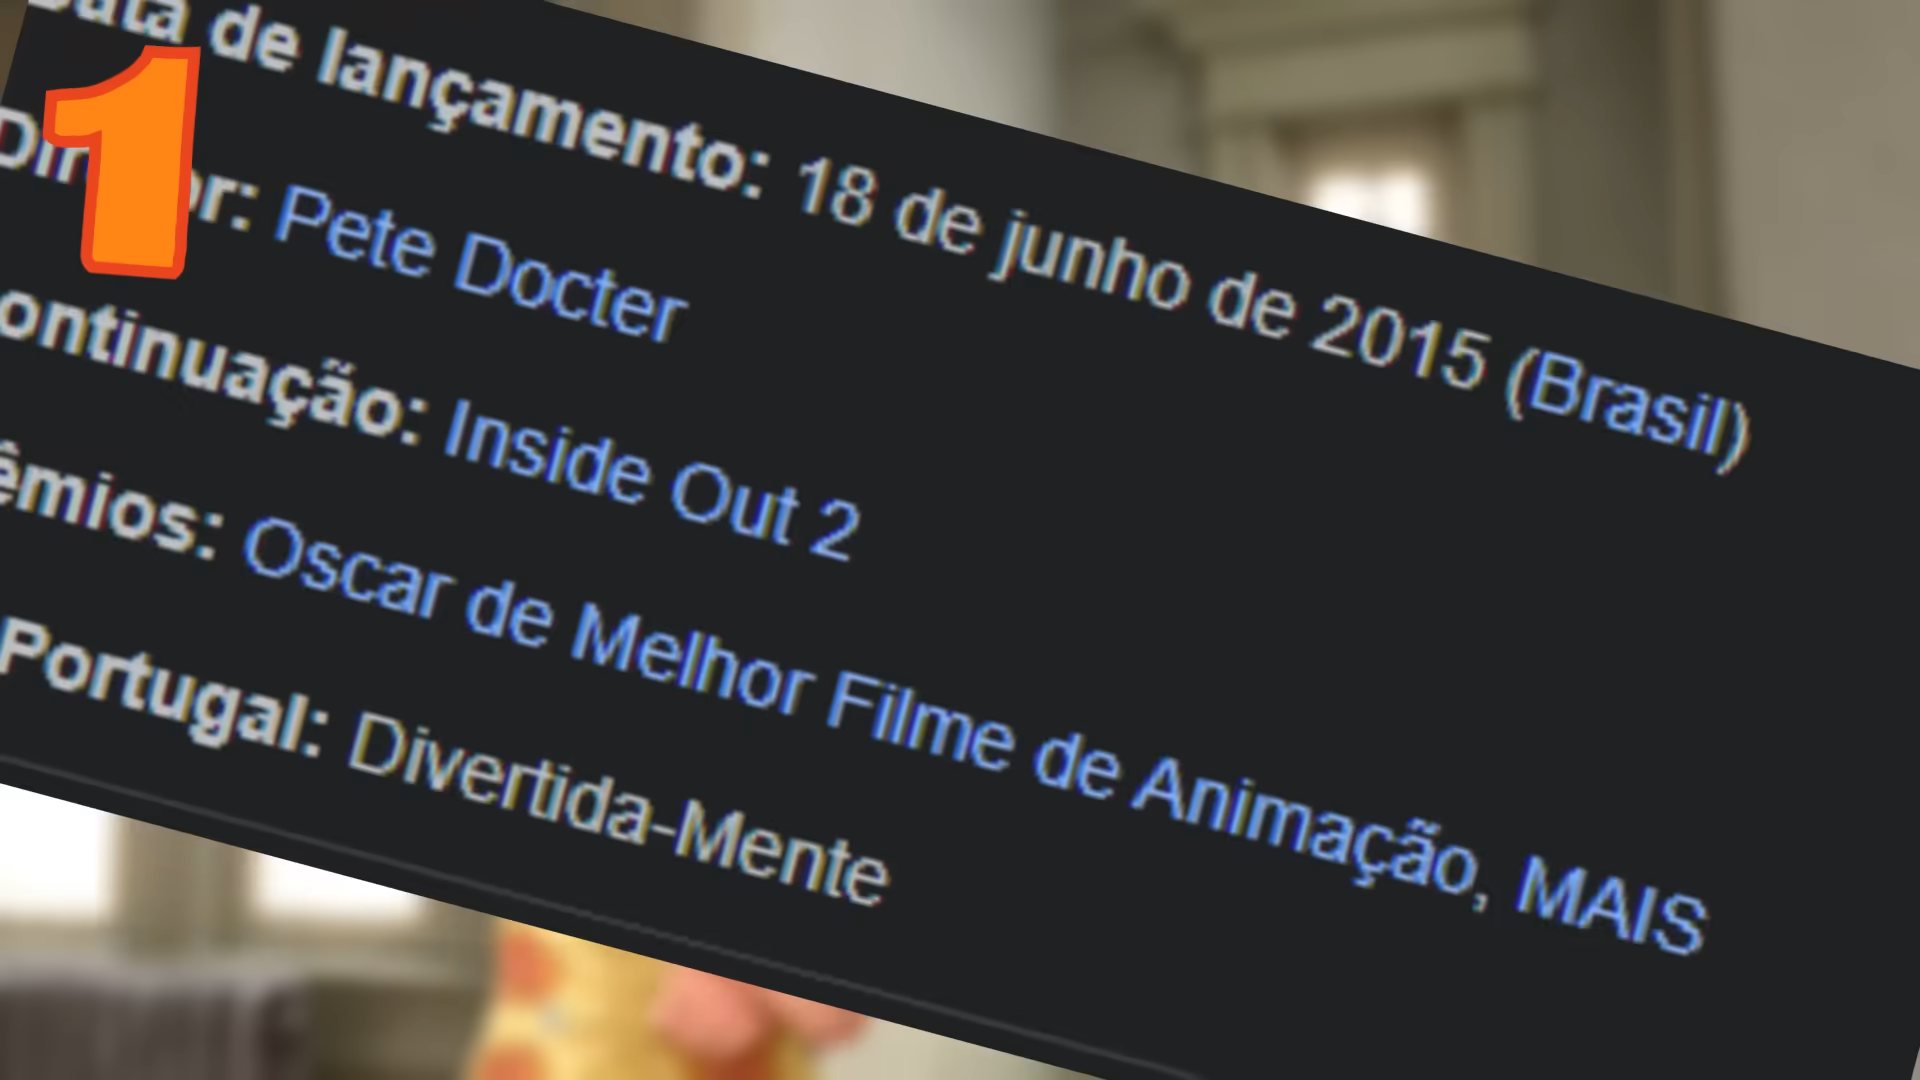 1
de lançamento: 18 de junho de 2015 (Brasil)
Pete Docter
ontinuação: Inside Out 2
êmios: Oscar de Melhor Filme de Animação, MAIS
Portugal: Divertida-Mente